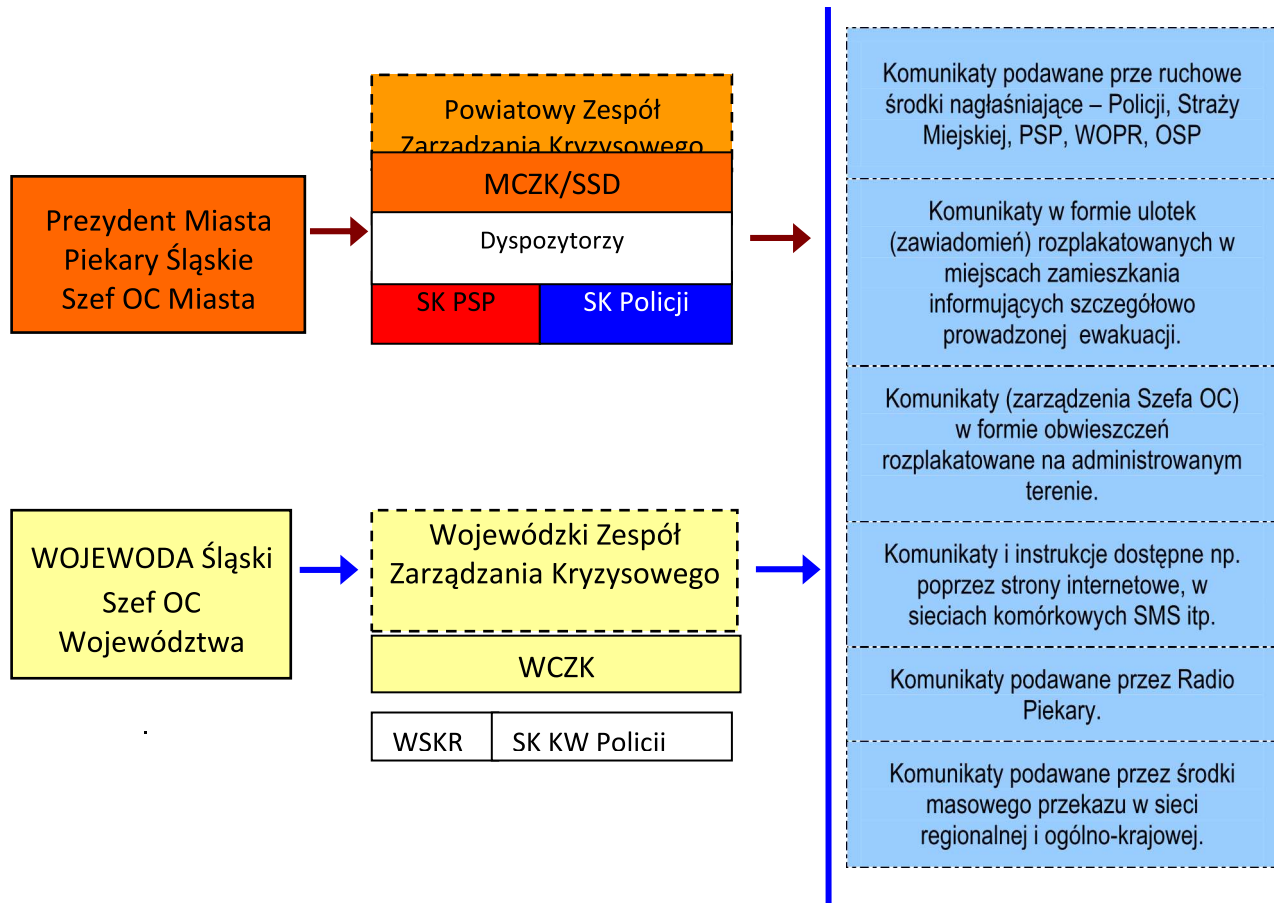 Prezydent Miasta
Piekary Śląskie
Szef OC Miasta
Powiatowy Zespół
Zarządzania Kryzysowego
MCZK/SSD
Dyspozytorzy
SK PSP
SK Policji
WOJEWODA Śląski
Szef OC
Województwa
.
Wojewódzki Zespół
Zarządzania Kryzysowego
WCZK
WSKR
SK KW Policji
Komunikaty podawane prze ruchowe
środki nagłaśniające – Policji, Straży
Miejskiej, PSP, WOPR, OSP
Komunikaty w formie ulotek
(zawiadomień) rozplakatowanych w
miejscach zamieszkania
informujących szczegółowo
prowadzonej ewakuacji.
Komunikaty (zarządzenia Szefa OC)
w formie obwieszczeń
rozplakatowane na administrowanym
terenie.
Komunikaty i instrukcje dostępne np.
poprzez strony internetowe, w
sieciach komórkowych SMS itp.
Komunikaty podawane przez Radio
Piekary.
Komunikaty podawane przez środki
masowego przekazu w sieci
regionalnej i ogólno-krajowej.